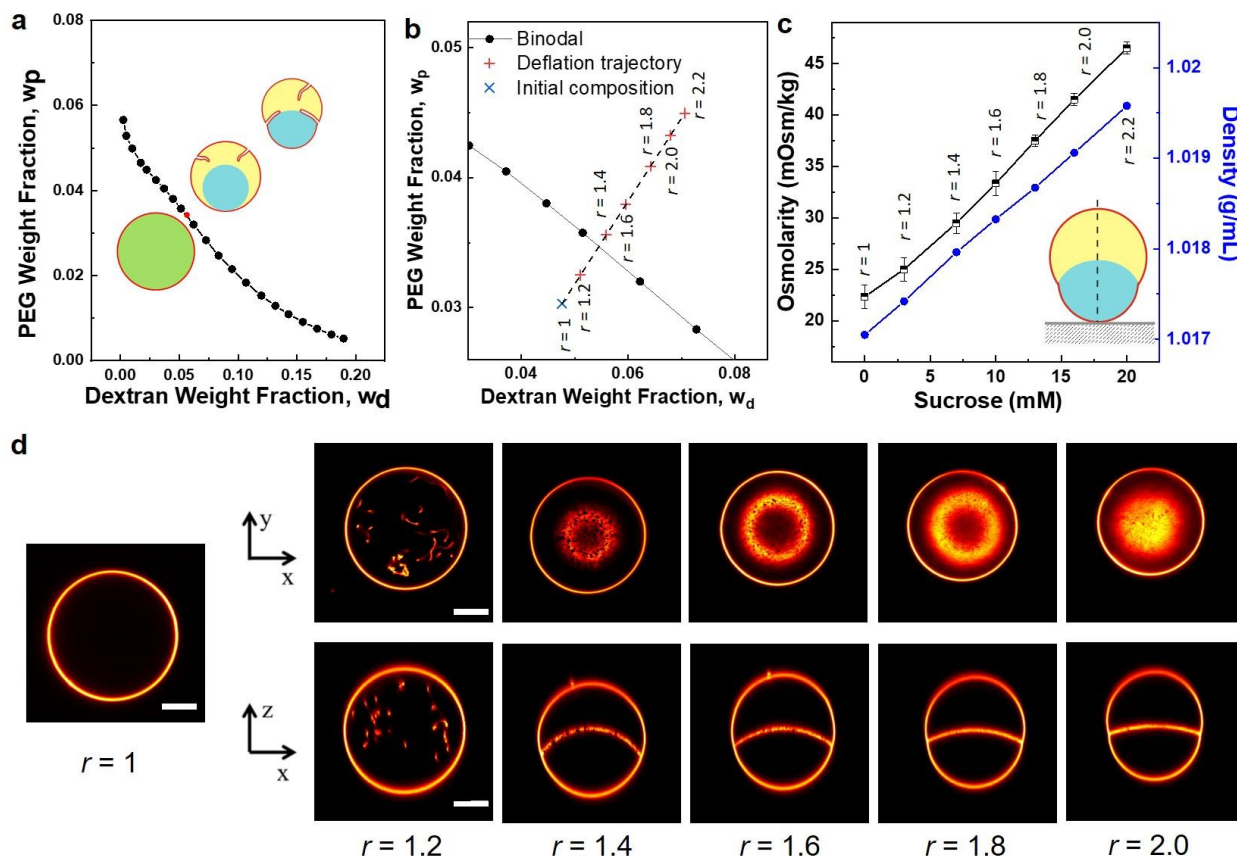 a
0.08
0.06
0.04
0.02
0.00
PEG Weight Fraction, wp
0.00 0.05 0.10 0.15 0.20
Dextran Weight Fraction, wd
b
0.05
0.04
0.03
PEG Weight Fraction, wp
Binodal
Deflation trajectory
Initial composition
r = 1
r = 1.2
r = 1.4
r = 1.6
r = 1.8
r = 2.0
r = 2.2
0.04 0.06 0.08
Dextran Weight Fraction, wd
c
45
40
35
30
25
20
Osmolarity (mOsm/kg)
r = 1
r = 1.2
r = 1.4
r = 1.6
r = 1.8
r = 2.0
r = 2.2
1.02
1.019
1.018
1.017
Density (g/mL)
0 5 10 15 20
Sucrose (mM)
d
y
x
z
x
r = 1
r = 1.2 r = 1.4 r = 1.6 r = 1.8 r = 2.0